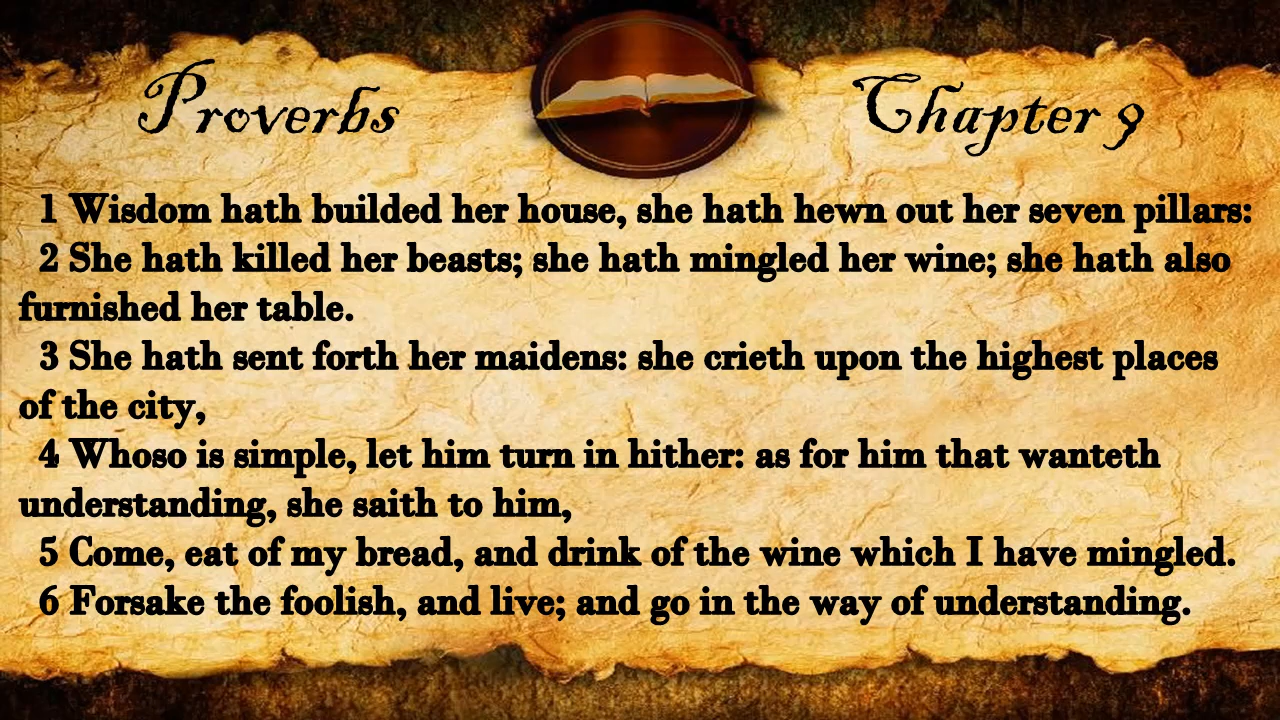 Proverbs Chapter 9
1 Wisdom hath builded her house, she hath hewn out her seven pillars:
2 She hath killed her beasts; she hath mingled her wine; she hath also
furnished her table.
3 She hath sent forth her maidens: she crieth upon the highest places
of the city,
4 Whoso is simple, let him turn in hither: as for him that wanteth
understanding, she saith to him,
5 Come, eat of my bread, and drink of the wine which I have mingled.
6 Forsake the foolish, and live; and go in the way of understanding.